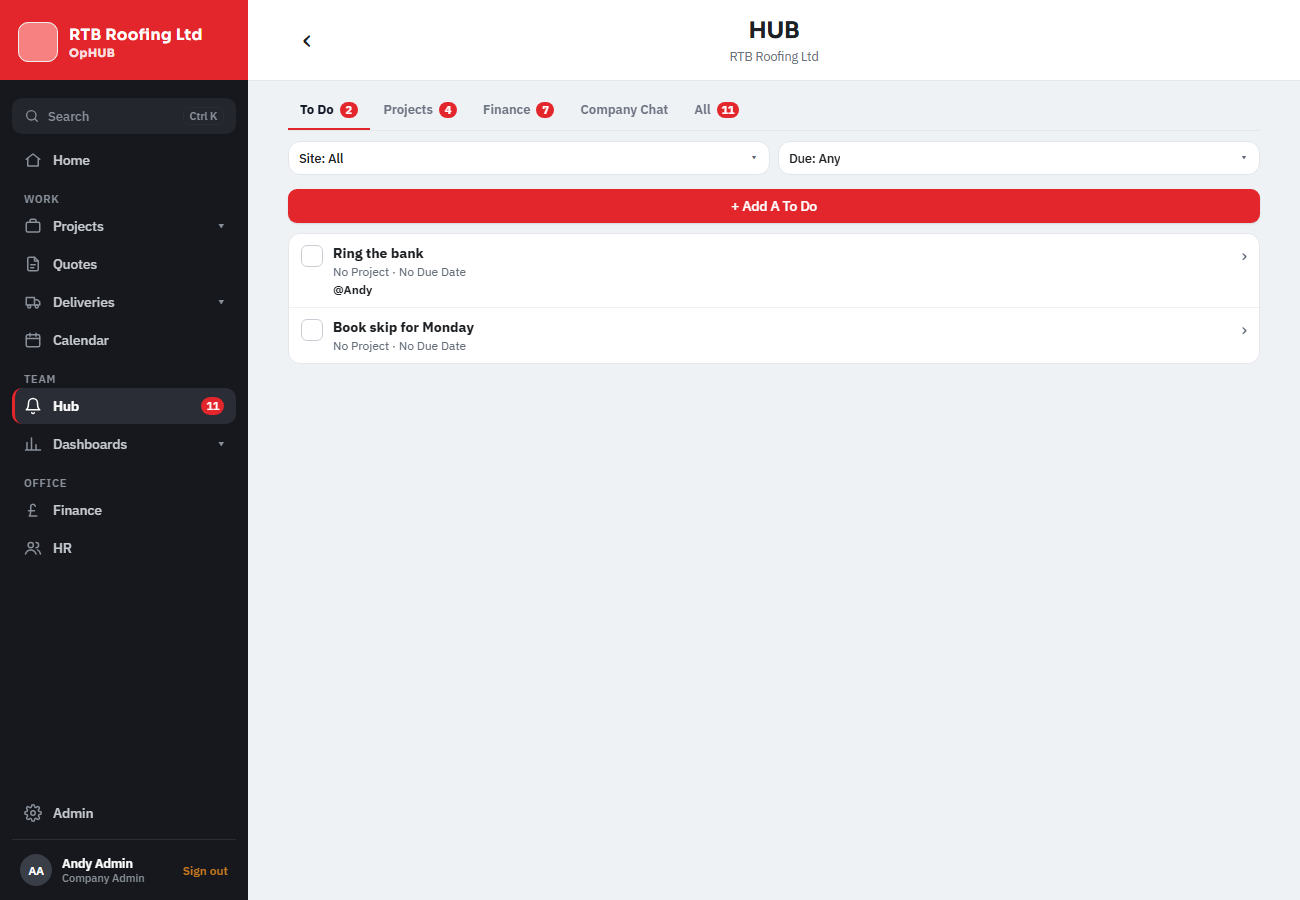 RTB Roofing Ltd
OpHUB
Search Ctrl K
Home
WORK
Projects
Quotes
Deliveries
Calendar
TEAM
Hub 11
Dashboards
OFFICE
Finance
HR
Admin
AA
Andy Admin
Company Admin
Sign out
HUB
RTB Roofing Ltd
To Do 2 Projects 4 Finance 7 Company Chat All 11
Site: All Due: Any
+ Add A To Do
Ring the bank
No Project · No Due Date
@Andy
Book skip for Monday
No Project · No Due Date